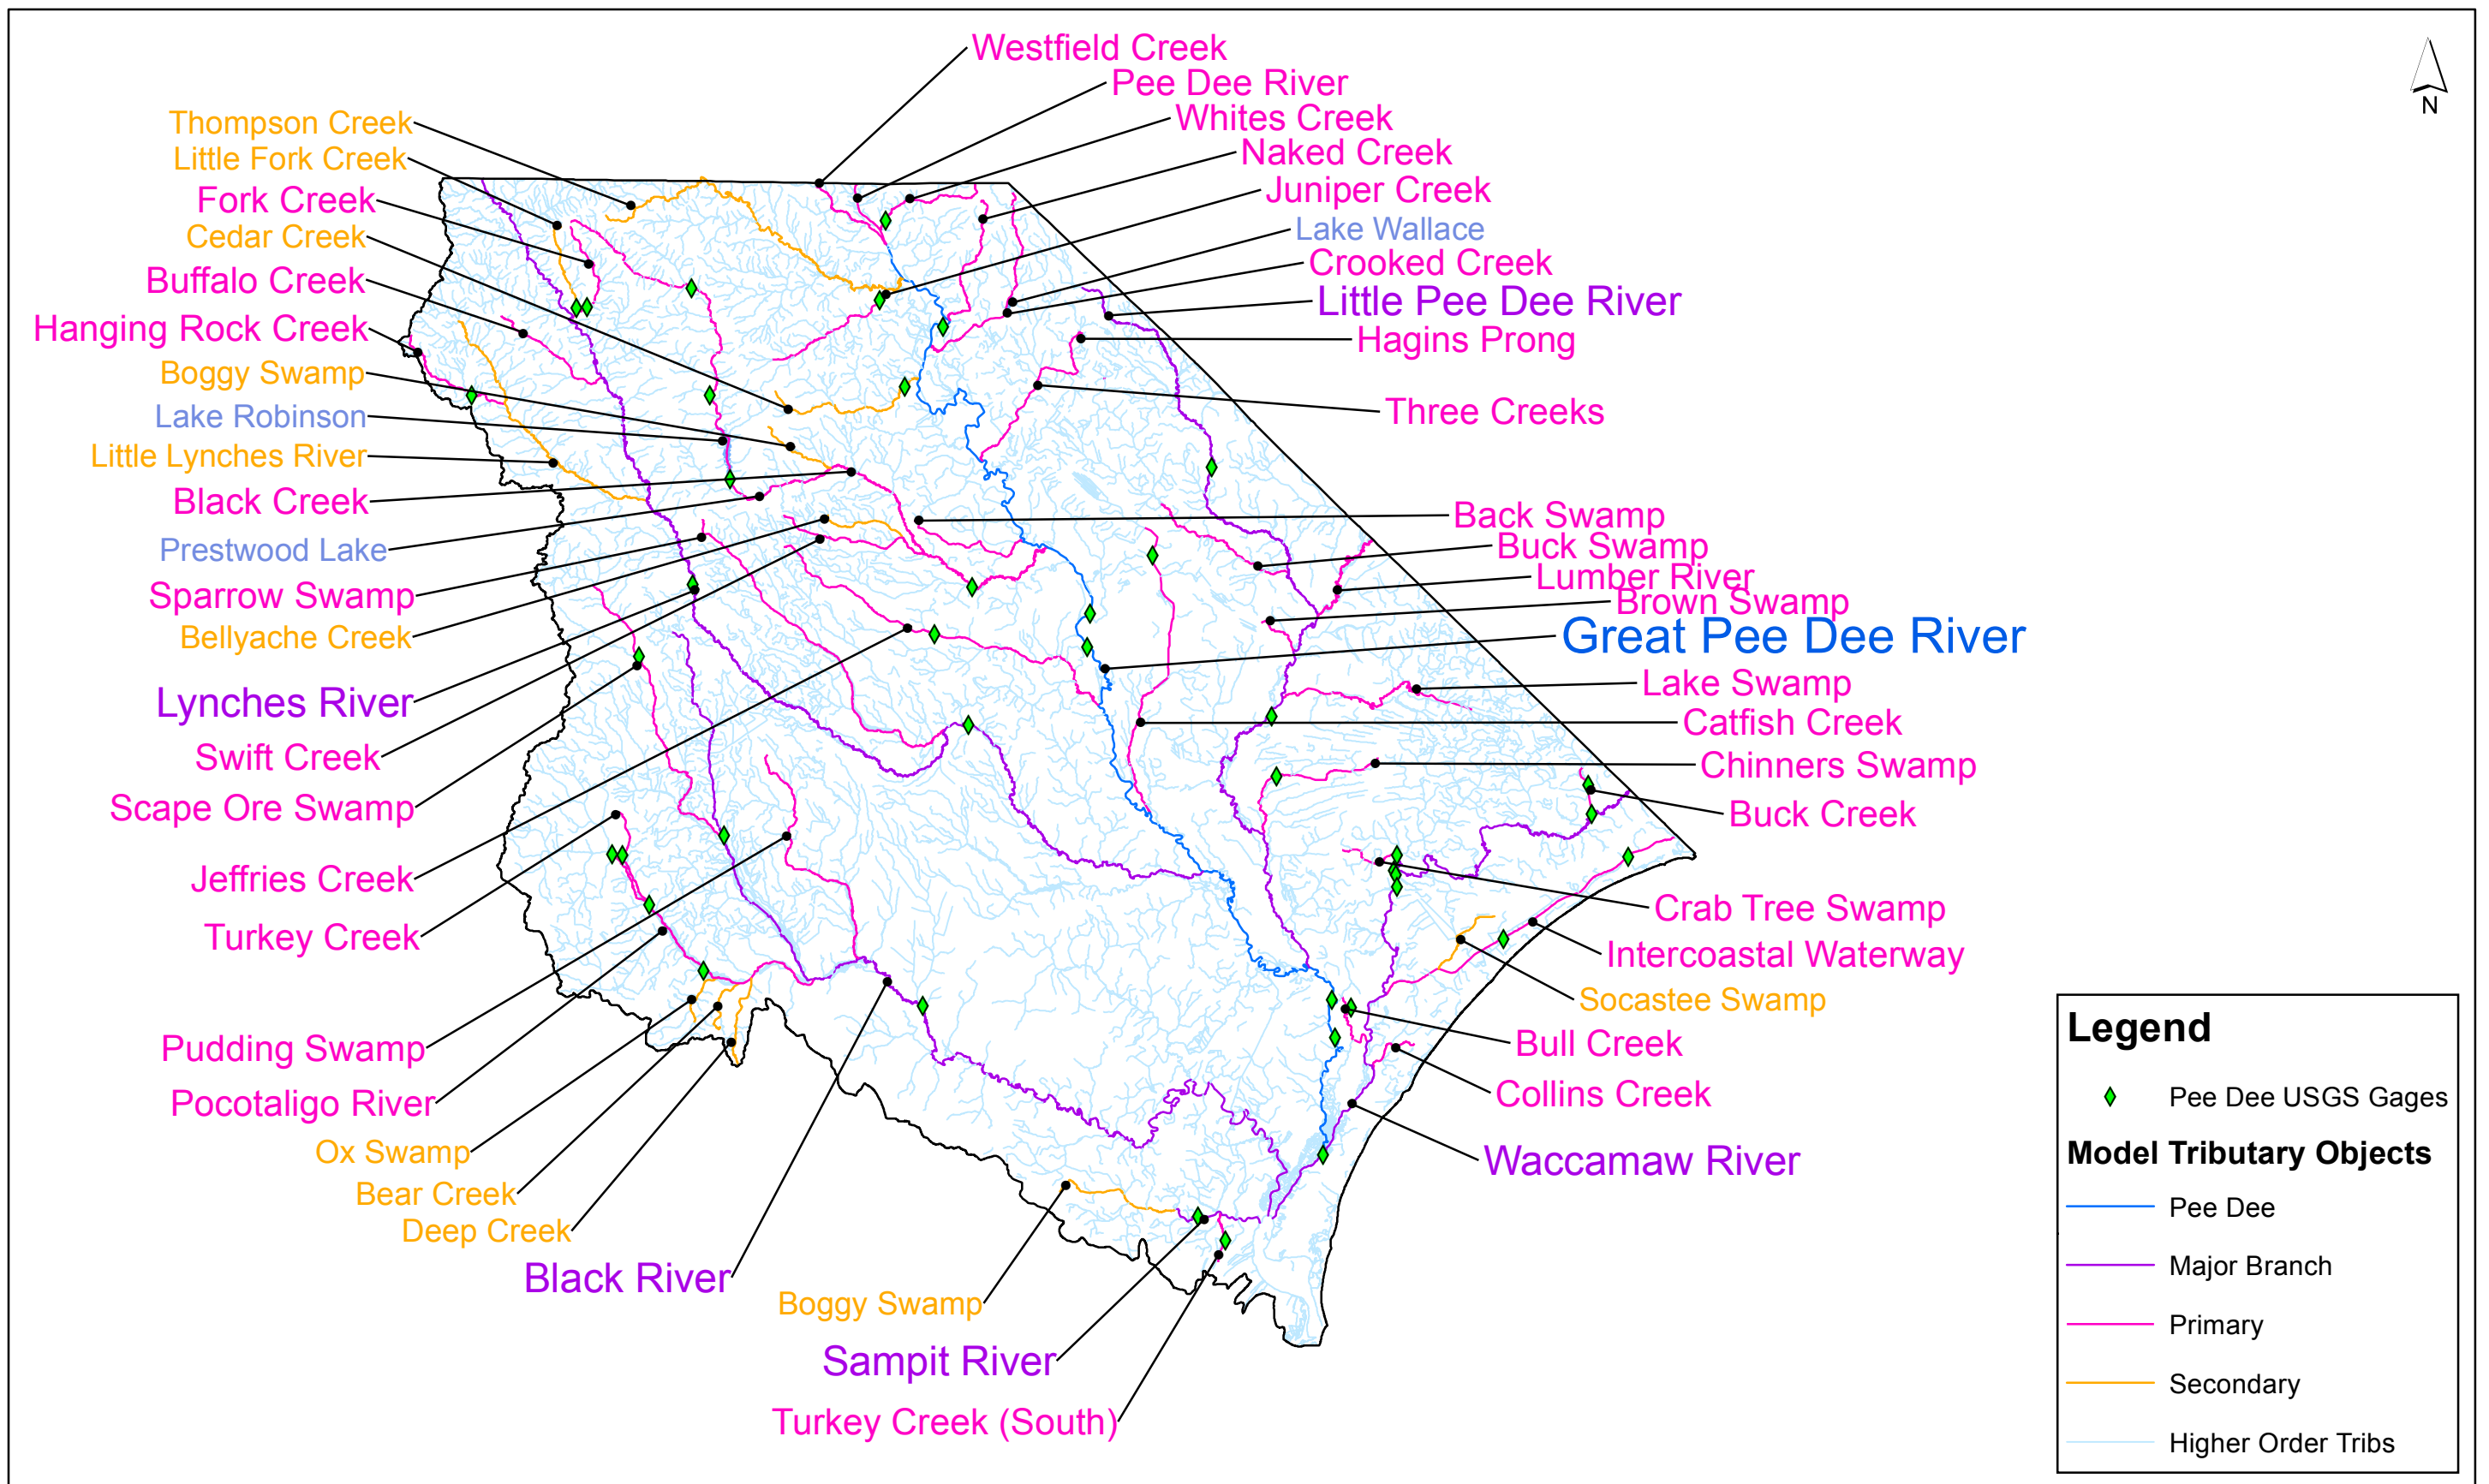 Westfield Creek
Pee Dee River
Whites Creek
Naked Creek
Juniper Creek
Lake Wallace
Crooked Creek
Little Pee Dee River
Hagins Prong
Three Creeks
Back Swamp
Buck Swamp
Lumber River
Brown Swamp
Great Pee Dee River
Lake Swamp
Catfish Creek
Chinners Swamp
Buck Creek
Crab Tree Swamp
Intercoastal Waterway
Socastee Swamp
Bull Creek
Collins Creek
Waccamaw River
Thompson Creek
Little Fork Creek
Fork Creek
Cedar Creek
Buffalo Creek
Hanging Rock Creek
Boggy Swamp
Lake Robinson
Little Lynches River
Black Creek
Prestwood Lake
Sparrow Swamp
Bellyache Creek
Lynches River
Swift Creek
Scape Ore Swamp
Jeffries Creek
Turkey Creek
Pudding Swamp
Pocotaligo River
Ox Swamp
Bear Creek
Deep Creek
Black River
Boggy Swamp
Sampit River
Turkey Creek (South)
N
Legend
Pee Dee USGS Gages
Model Tributary Objects
Pee Dee
Major Branch
Primary
Secondary
Higher Order Tribs